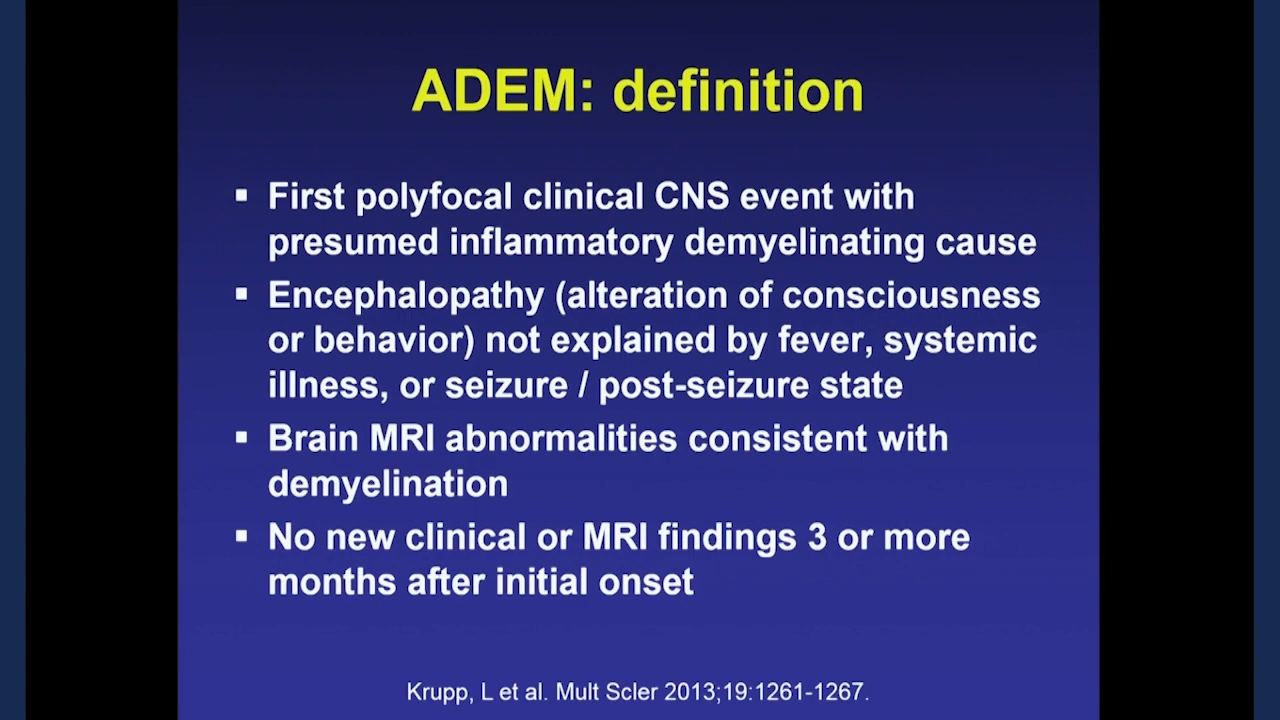 ADEM: definition
▪ First polyfocal clinical CNS event with
presumed inflammatory demyelinating cause
▪ Encephalopathy (alteration of consciousness
or behavior) not explained by fever, systemic
illness, or seizure / post-seizure state
▪ Brain MRI abnormalities consistent with
demyelination
▪ No new clinical or MRI findings 3 or more
months after initial onset
Krupp, L et al. Mult Scler 2013;19:1261-1267.